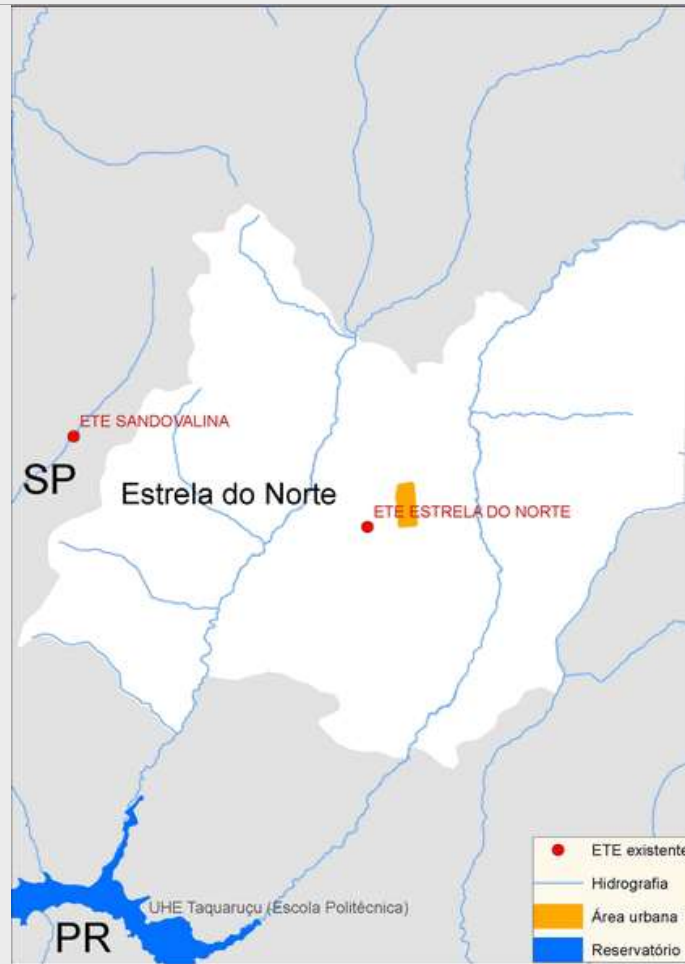 ETE SANDOVALINA
SP
Estrela do Norte
ETE ESTRELA DO NORTE
UHE Taquaruçu (Escola Politécnica)
PR
ETE existente
Hidrografia
Área urbana
Reservatório